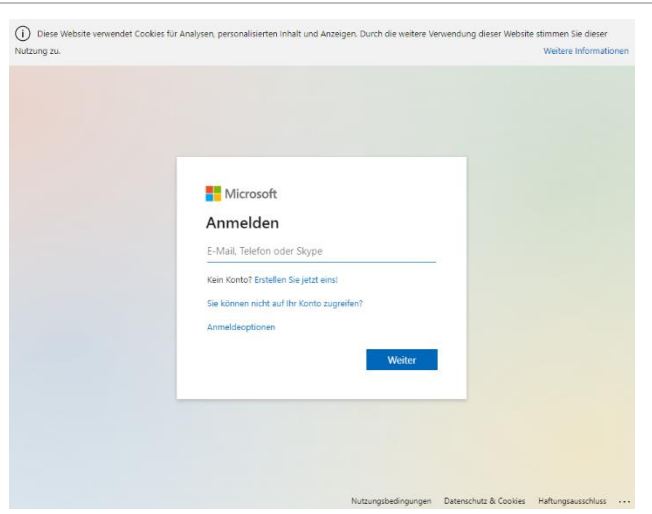 Diese Website verwendet Cookies für Analysen, personalisierten Inhalt und Anzeigen. Durch die weitere Verwendung dieser Website stimmen Sie dieser
Nutzung zu.
Weitere Informationen
Microsoft
Anmelden
E-Mail, Telefon oder Skype
Kein Konto? Erstellen Sie jetzt eins!
Sie können nicht auf Ihr Konto zugreifen?
Anmeldeoptionen
Weiter
Nutzungsbedingungen Datenschutz & Cookies Haftungsausschluss ...